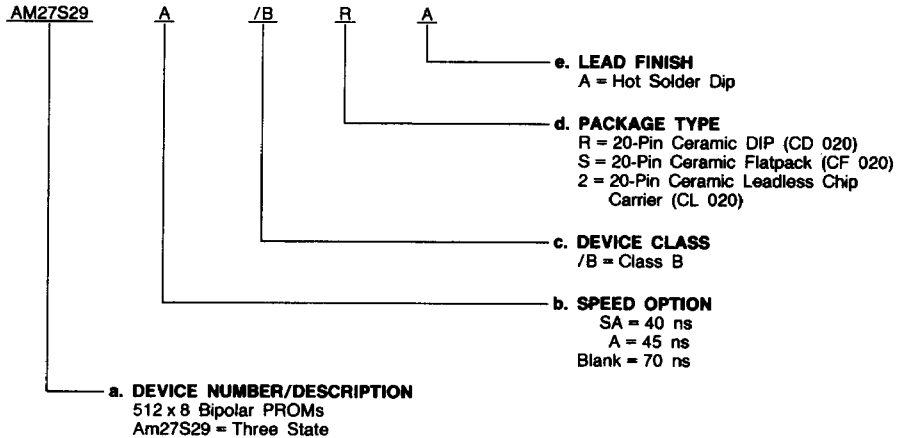 AM27S29 A /B R A
e. LEAD FINISH
A = Hot Solder Dip
d. PACKAGE TYPE
R = 20-Pin Ceramic DIP (CD 020)
S = 20-Pin Ceramic Flatpack (CF 020)
2 = 20-Pin Ceramic Leadless Chip
Carrier (CL 020)
c. DEVICE CLASS
/B = Class B
b. SPEED OPTION
SA = 40 ns
A = 45 ns
Blank = 70 ns
a. DEVICE NUMBER/DESCRIPTION
512 x 8 Bipolar PROMs
Am27S29 = Three State